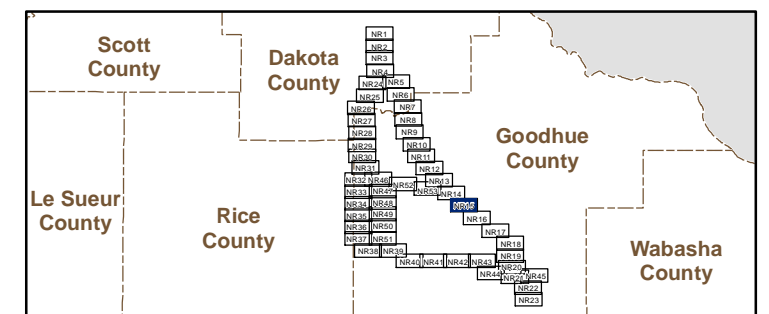 Scott
County
Dakota
County
Goodhue
County
Le Sueur
County
Rice
County
Wabasha
County
NR1
NR2
NR3
NR4
NR24
NR5
NR25
NR6
NR26
NR7
NR27
NR8
NR28
NR9
NR29
NR10
NR30
NR11
NR31
NR12
NR32
NR46
NR52
NR13
NR33
NR47
NR53
NR14
NR34
NR48
NR15
NR35
NR49
NR16
NR36
NR50
NR17
NR37
NR51
NR18
NR38
NR39
NR19
NR40
NR41
NR42
NR43
NR20
NR44
NR21
NR45
NR22
NR23